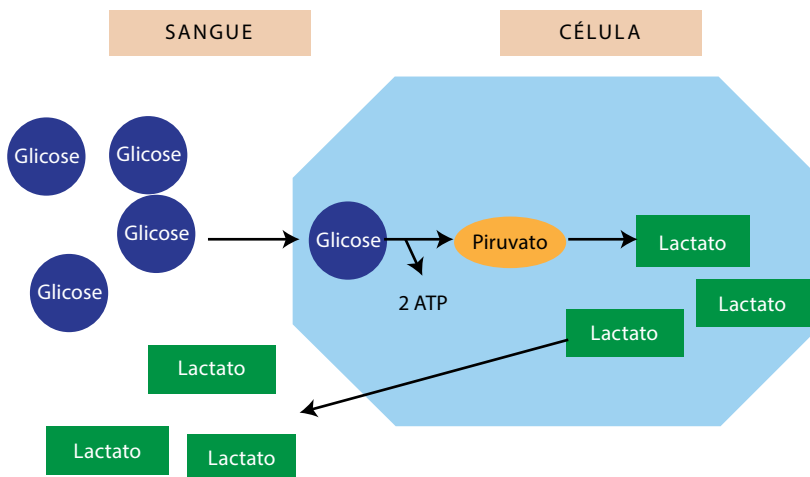 SANGUE
CÉLULA
Glicose
Glicose
Glicose
Glicose
Glicose
Piruvato
Lactato
2 ATP
Lactato
Lactato
Lactato
Lactato
Lactato